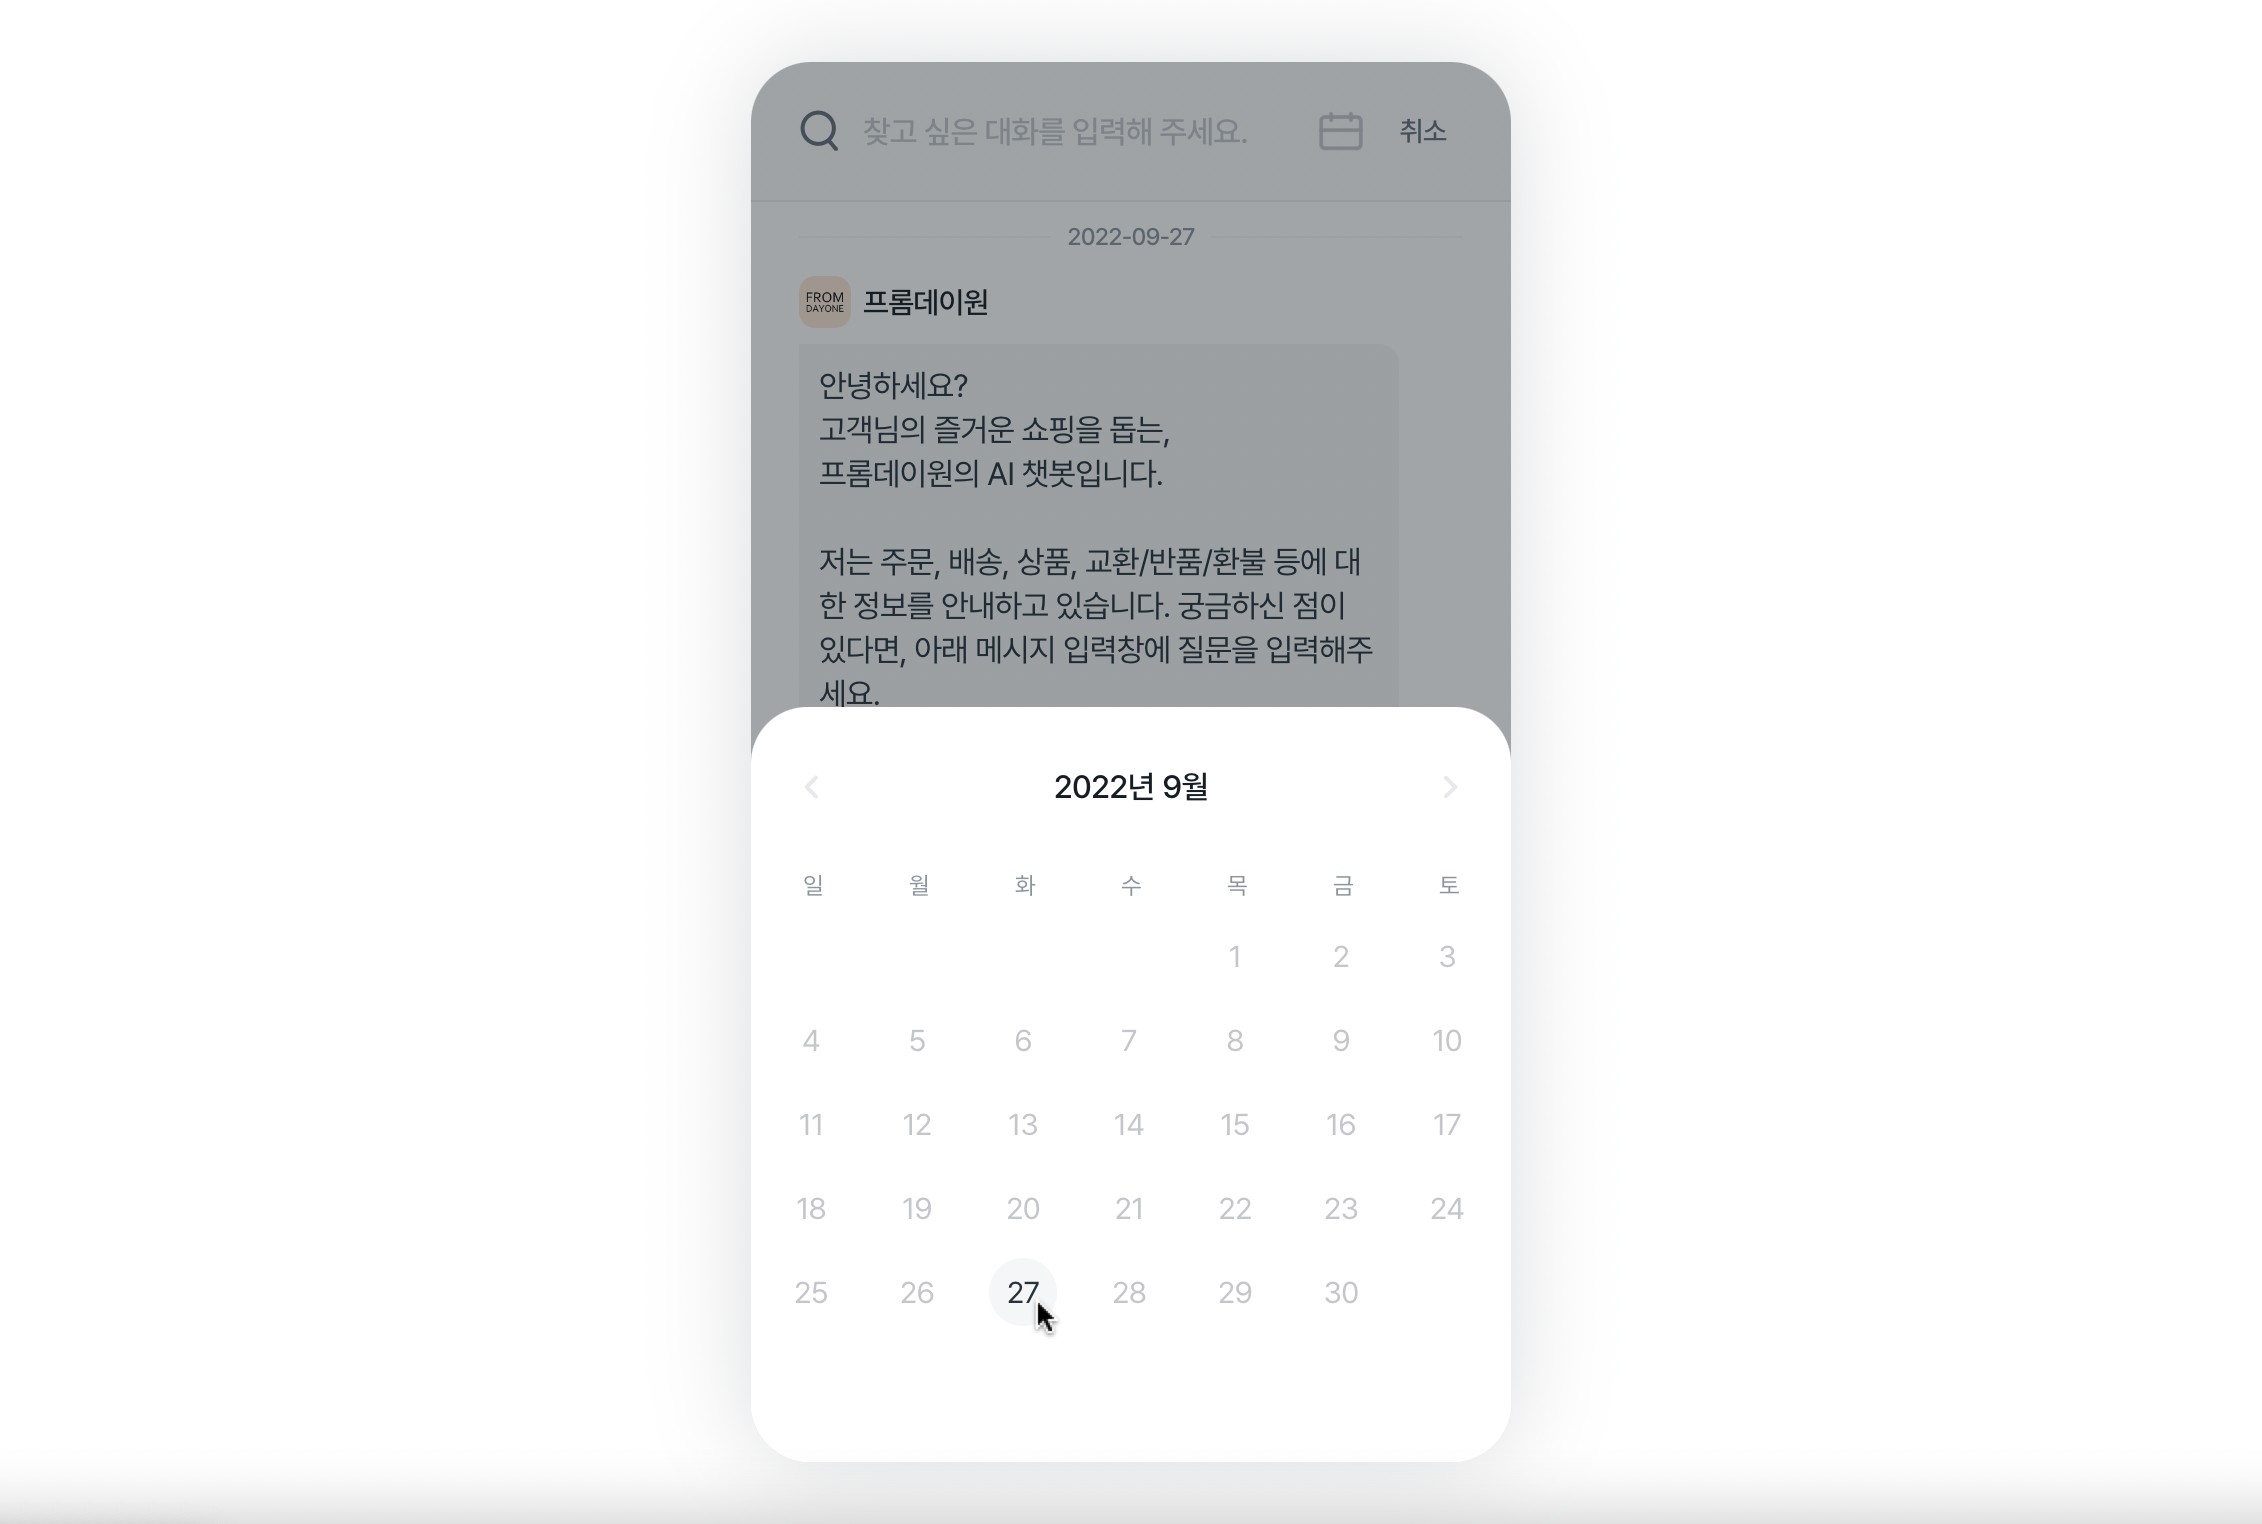 찾고 싶은 대화를 입력해 주세요. 취소
2022-09-27
FROM
DAYONE
프롬데이원
안녕하세요?
고객님의 즐거운 쇼핑을 돕는,
프롬데이원의 AI 챗봇입니다.
저는 주문, 배송, 상품, 교환/반품/환불 등에 대
한 정보를 안내하고 있습니다. 궁금하신 점이
있다면, 아래 메시지 입력창에 질문을 입력해주
세요.
2022년 9월
일 월 화 수 목 금 토
1 2 3
4 5 6 7 8 9 10
11 12 13 14 15 16 17
18 19 20 21 22 23 24
25 26 27 28 29 30